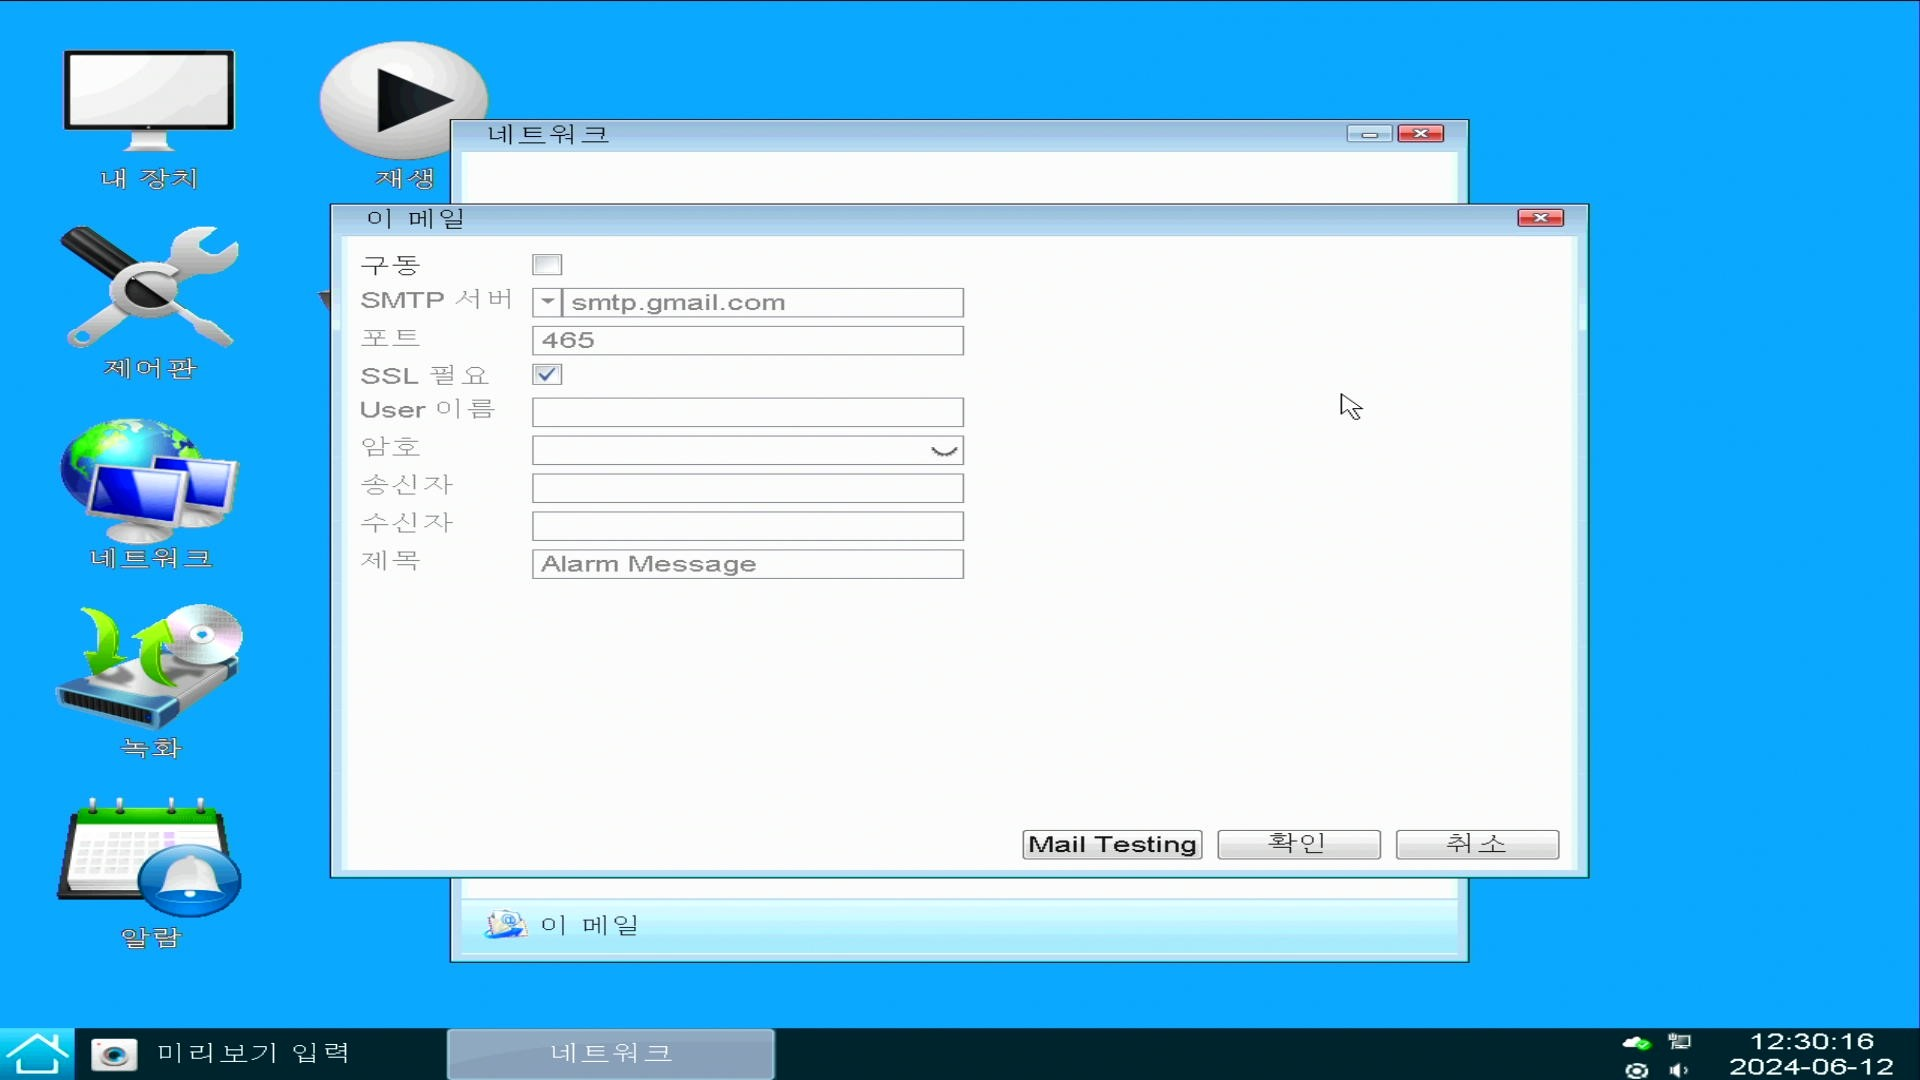 내 장치
재생
제어판
네트워크
녹화
알람
네트워크
이 메일
구동
SMTP 서버 smtp.gmail.com
포트 465
SSL 필요
User 이름
암호
송신자
수신자
제목 Alarm Message
Mail Testing 확인 취소
이 메일
미리보기 입력 네트워크
12:30:16
2024-06-12